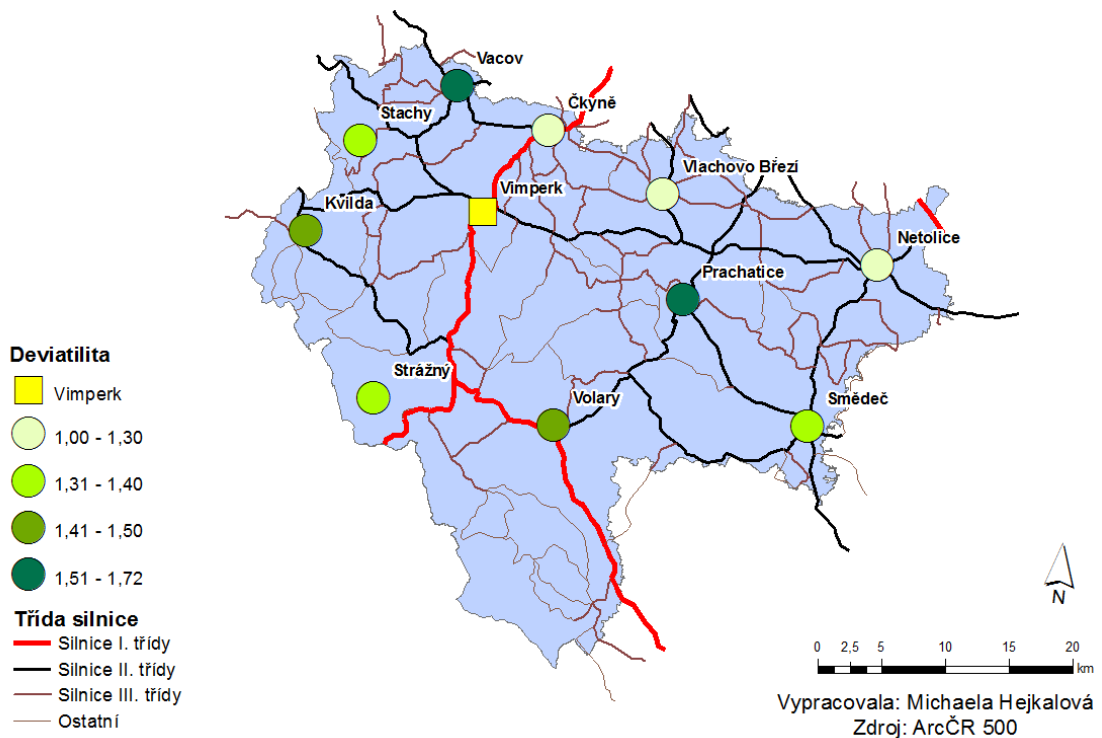 Vacov
Čkyně
Stachy
Vlachovo Březí
Vimperk
Kvilda
Netolice
Prachatice
Strážný
Volary
Smědeč
Deviatilita
Vimperk
1,00 - 1,30
1,31 - 1,40
1,41 - 1,50
1,51 - 1,72
Třída silnice
Silnice I. třídy
Silnice II. třídy
Silnice III. třídy
Ostatní
N
0 2,5 5 10 15 20
km
Vypracovala: Michaela Hejkalová
Zdroj: ArcČR 500